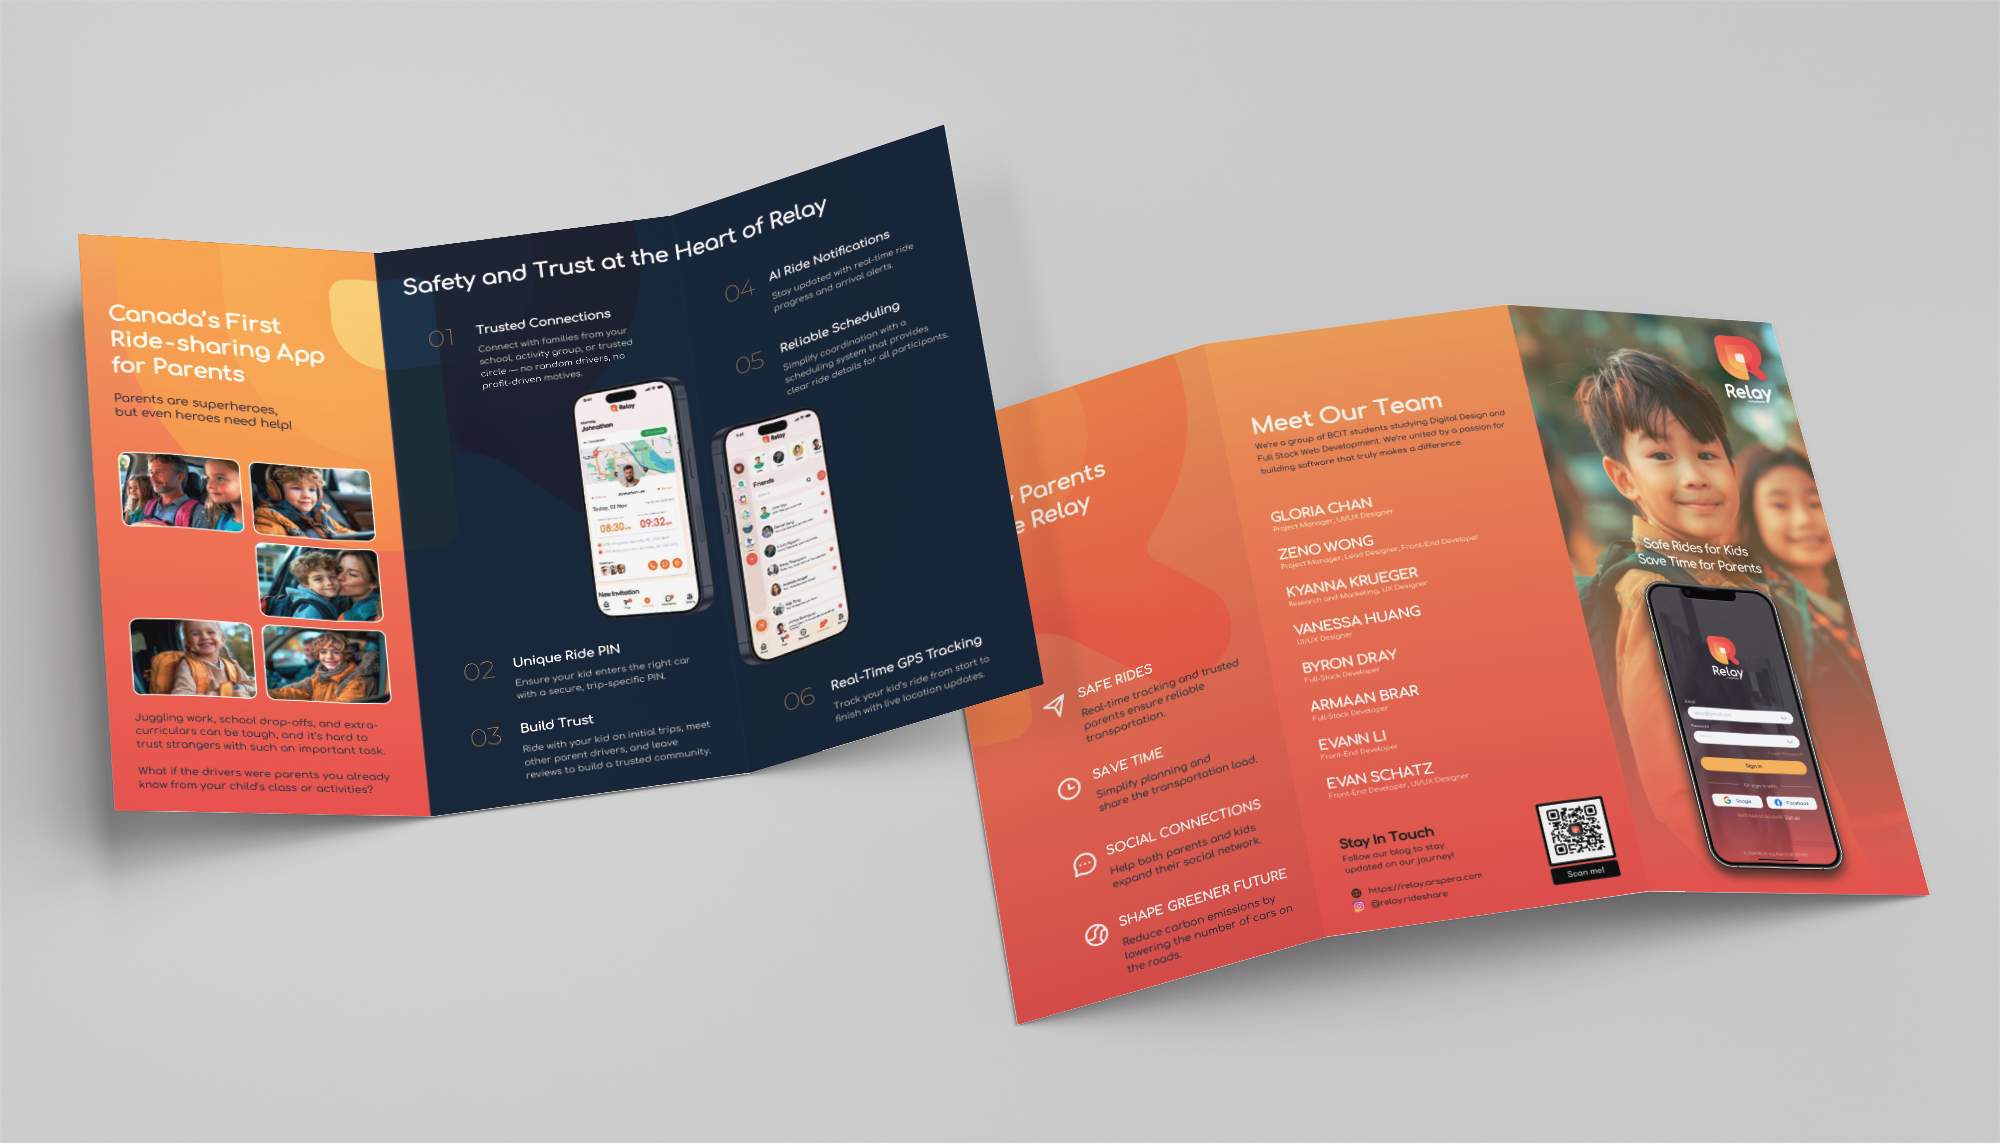 Canada's First
Ride-sharing App
for Parents
Parents are superheroes,
but even heroes need help!
Juggling work, school drop-offs, and extra-
curriculars can be tough, and it's hard to
trust strangers with such an important task.
What if the drivers were parents you already
know from your child's class or activities?
Safety and Trust at the Heart of Relay
01
Trusted Connections
Connect with families from your
school, activity group, or trusted
circle — no random drivers, no
profit-driven motives.
Relay
Johnathan
Today, 03 Nov
08:30
09:32
New Invitation
02
Unique Ride PIN
Ensure your kid enters the right car
with a secure, trip-specific PIN.
03
Build Trust
Ride with your kid on initial trips, meet
other parent drivers, and leave
reviews to build a trusted community.
04
AI Ride Notifications
Stay updated with real-time ride
progress and arrival alerts.
05
Reliable Scheduling
Simplify coordination with a
scheduling system that provides
clear ride details for all participants.
Relay
Friends
06
Real-Time GPS Tracking
Track your kid's ride from start to
finish with live location updates.
Parents
Relay
SAFE RIDES
Real-time tracking and trusted
parents ensure reliable
transportation.
SAVE TIME
Simplify planning and
share the transportation load.
SOCIAL CONNECTIONS
Help both parents and kids
expand their social network.
SHAPE GREENER FUTURE
Reduce carbon emissions by
lowering the number of cars on
the roads.
Meet Our Team
We're a group of BCIT students studying Digital Design and
Full Stack Web Development. We're united by a passion for
building software that truly makes a difference.
GLORIA CHAN
Project Manager, UI/UX Designer
ZENO WONG
Project Manager, Lead Designer, Front-End Developer
KYANNA KRUEGER
Research and Marketing, UX Designer
VANESSA HUANG
UI/UX Designer
BYRON DRAY
Full-Stack Developer
ARMAAN BRAR
Full-Stack Developer
EVANN LI
Front-End Developer
EVAN SCHATZ
Front-End Developer, UI/UX Designer
Stay In Touch
Follow our blog to stay
updated on our journey!
https://relay.arspera.com
@relay.rideshare
Scan me!
Relay
Safe Rides for Kids
Save Time for Parents
Relay
Email
Password
Sign in
Or sign in with
Google
Facebook